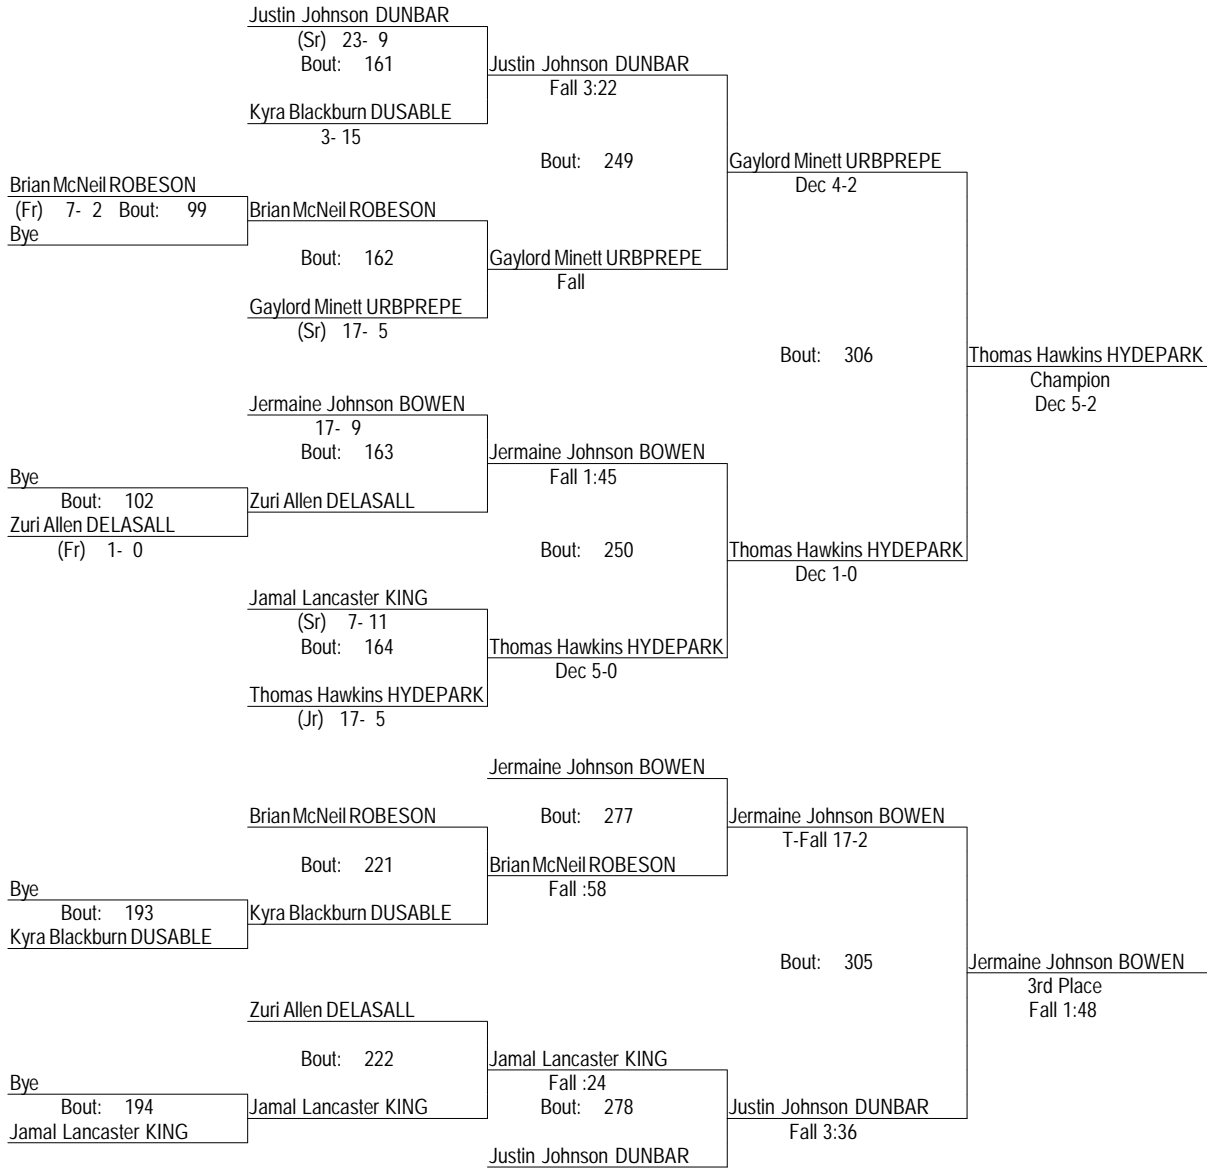 Justin Johnson DUNBAR
(Sr) 23- 9
Bout: 161
Justin Johnson DUNBAR
Fall 3:22
Kyra Blackburn DUSABLE
3- 15
Bout: 249
Gaylord Minett URBPREPE
Dec 4-2
Brian McNeil ROBESON
(Fr) 7- 2 Bout: 99
Bye
Brian McNeil ROBESON
Bout: 162
Gaylord Minett URBPREPE
Fall
Gaylord Minett URBPREPE
(Sr) 17- 5
Bout: 306
Thomas Hawkins HYDEPARK
Champion
Dec 5-2
Jermaine Johnson BOWEN
17- 9
Bout: 163
Jermaine Johnson BOWEN
Fall 1:45
Bye
Bout: 102
Zuri Allen DELASALL
(Fr) 1- 0
Zuri Allen DELASALL
Bout: 250
Thomas Hawkins HYDEPARK
Dec 1-0
Jamal Lancaster KING
(Sr) 7- 11
Bout: 164
Thomas Hawkins HYDEPARK
Dec 5-0
Thomas Hawkins HYDEPARK
(Jr) 17- 5
Jermaine Johnson BOWEN
Brian McNeil ROBESON
Bout: 277
Jermaine Johnson BOWEN
T-Fall 17-2
Bout: 221
Brian McNeil ROBESON
Fall :58
Bye
Bout: 193
Kyra Blackburn DUSABLE
Kyra Blackburn DUSABLE
Bout: 305
Jermaine Johnson BOWEN
3rd Place
Fall 1:48
Zuri Allen DELASALL
Bout: 222
Jamal Lancaster KING
Fall :24
Bye
Bout: 194
Jamal Lancaster KING
Jamal Lancaster KING
Bout: 278
Justin Johnson DUNBAR
Fall 3:36
Justin Johnson DUNBAR